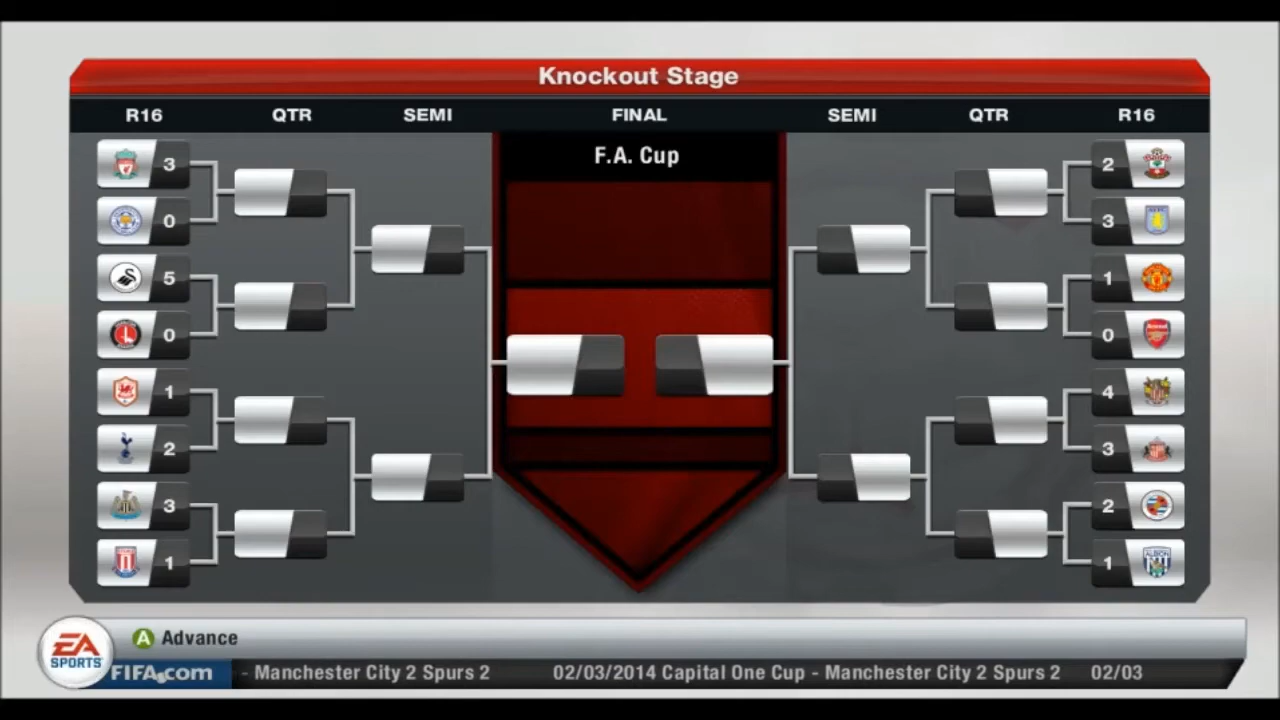 Knockout Stage
R16 QTR SEMI FINAL SEMI QTR R16
F.A. Cup
3 2
0 3
5 1
0 0
1 4
2 3
3 2
1 1
A Advance
EA SPORTS
FIFA.com - Manchester City 2 Spurs 2 02/03/2014 Capital One Cup - Manchester City 2 Spurs 2 02/03